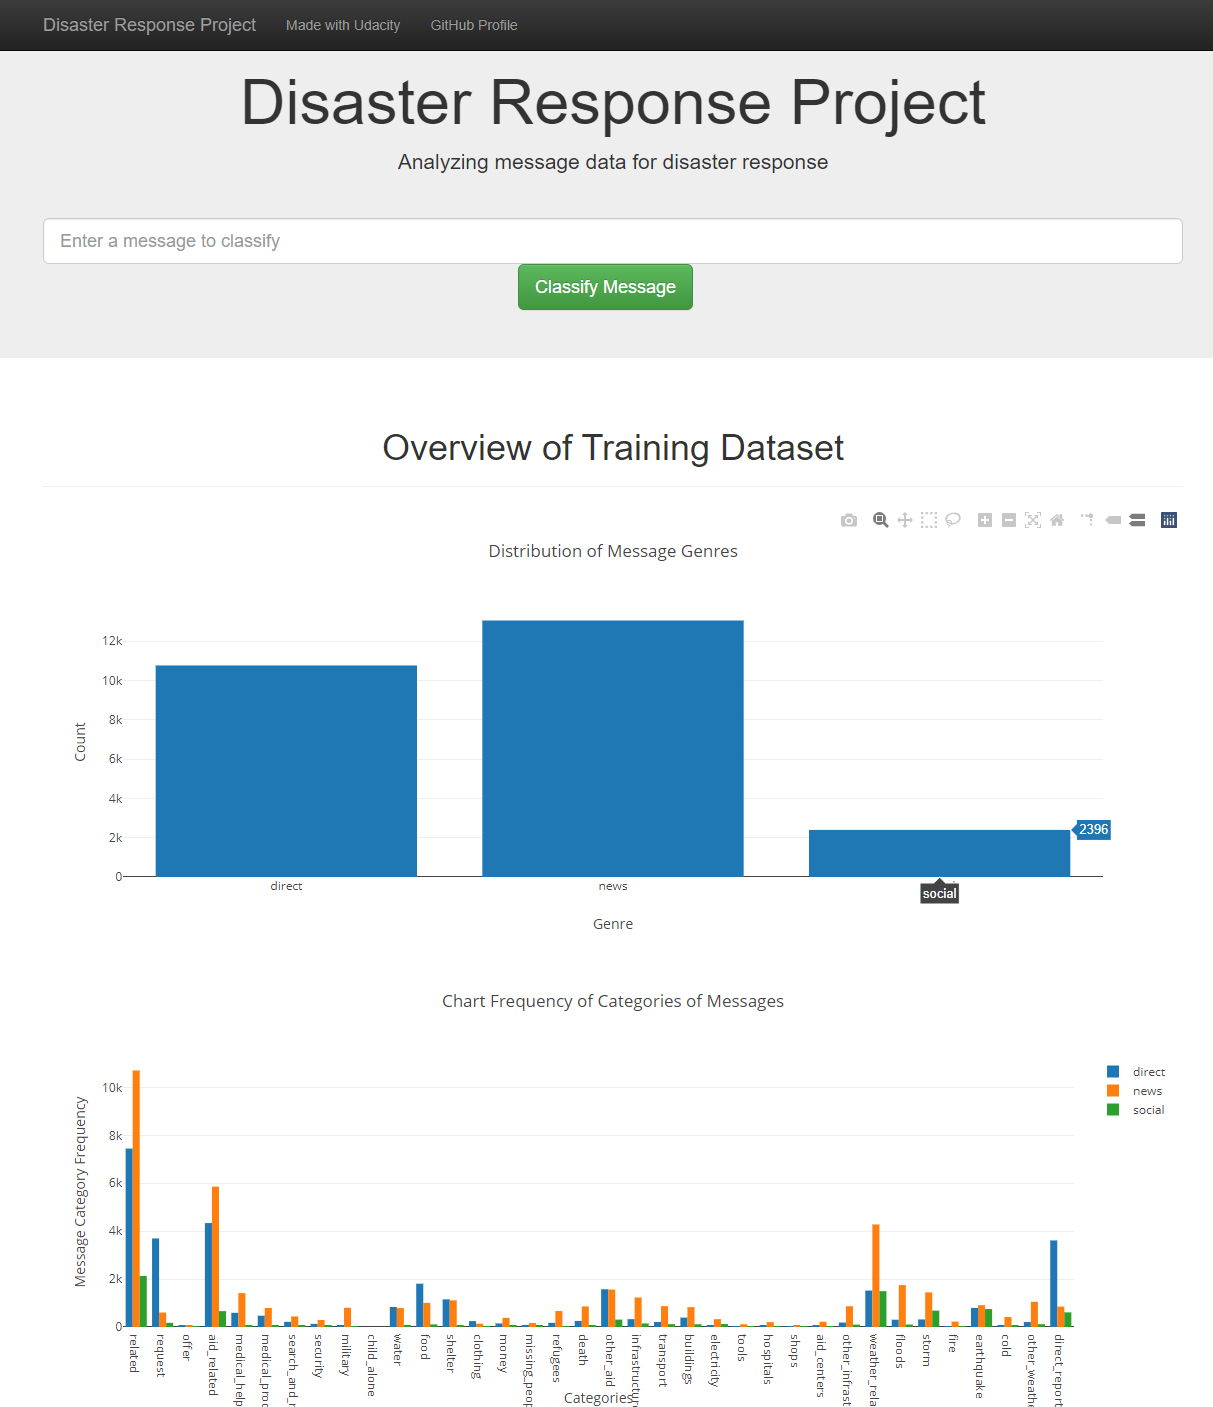 Disaster Response Project Made with Udacity GitHub Profile
Disaster Response Project
Analyzing message data for disaster response
Enter a message to classify
Classify Message
Overview of Training Dataset
Distribution of Message Genres
Count
12k
10k
8k
6k
4k
2k
0
2396
direct news social
Genre
Chart Frequency of Categories of Messages
Message Category Frequency
10k
8k
6k
4k
2k
0
direct
news
social
related
request
offer
aid_related
medical_help
medical_proc
search_and_r
security
military
child_alone
water
food
shelter
clothing
money
missing_peop
refugees
death
other_aid
infrastructur
transport
buildings
electricity
tools
hospitals
shops
aid_centers
other_infrast
weather_rela
floods
storm
fire
earthquake
cold
other_weathe
direct_report
Categories